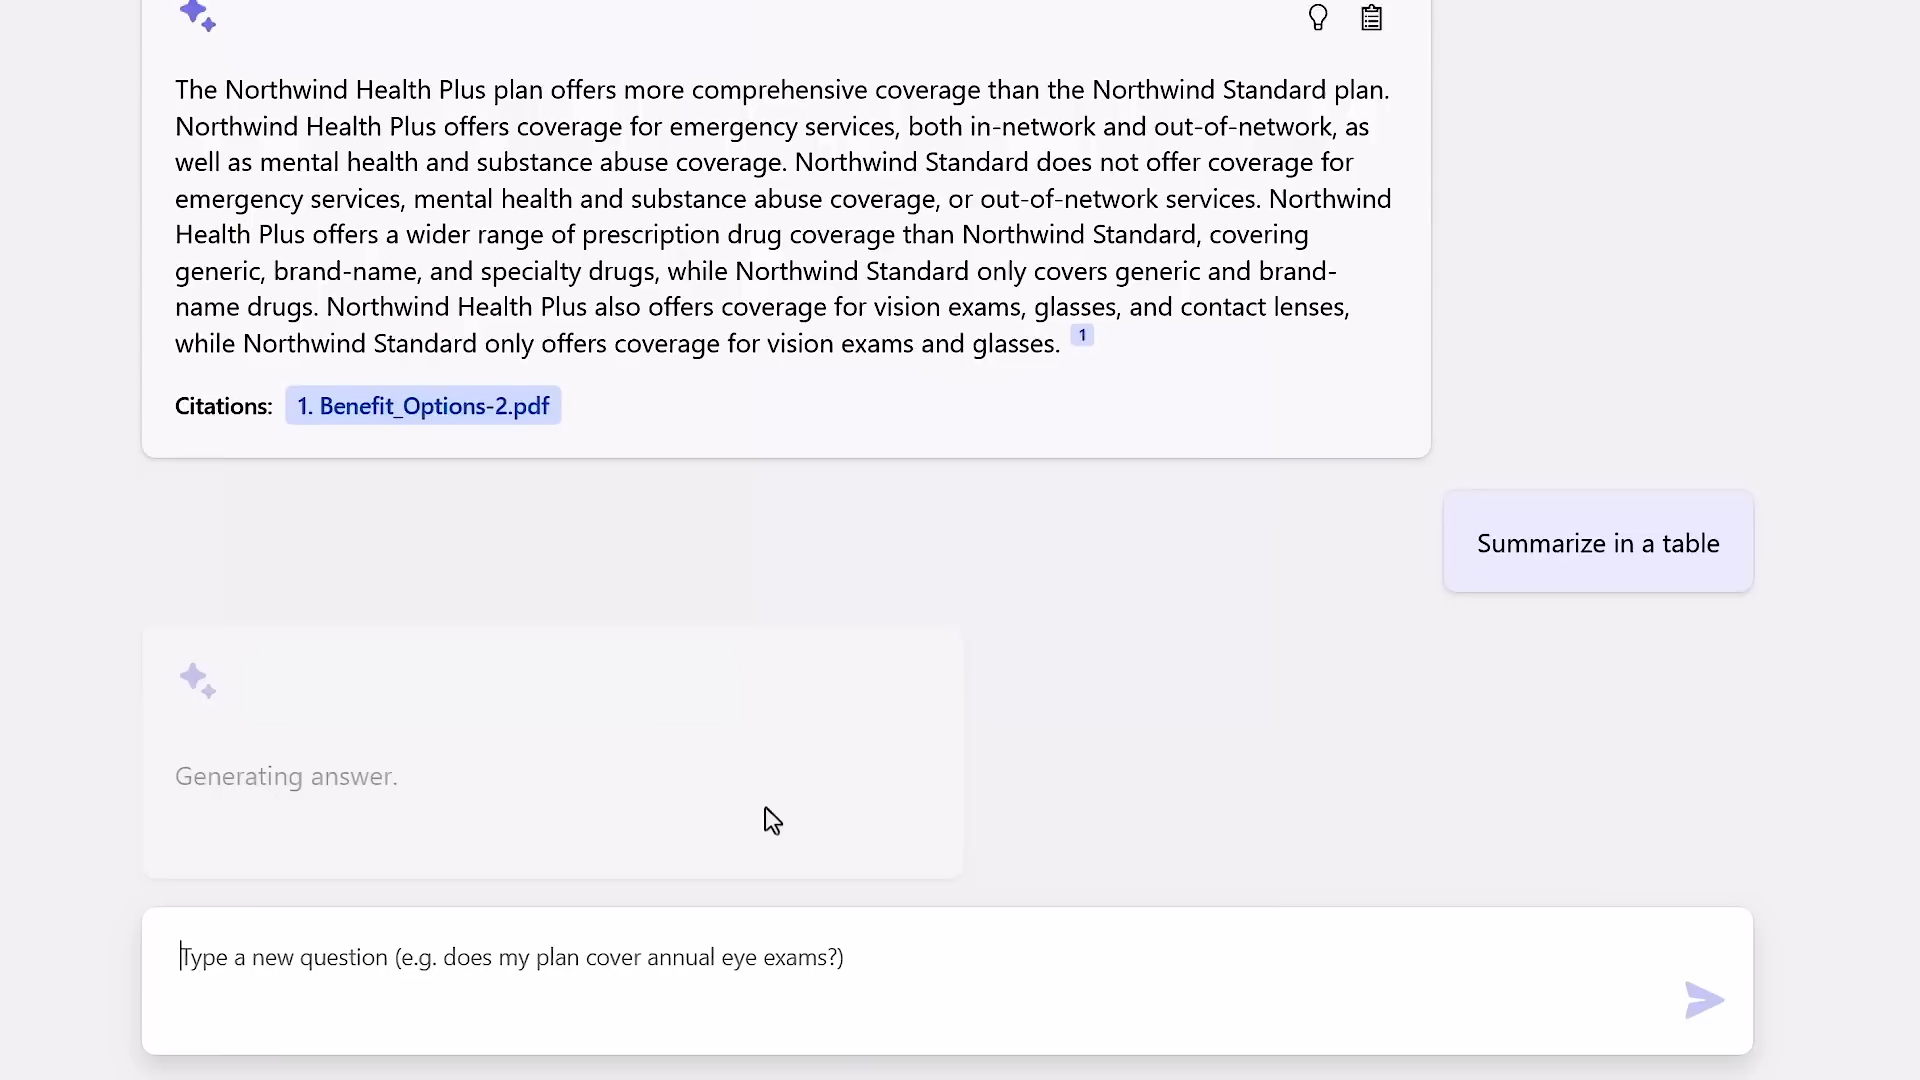 The Northwind Health Plus plan offers more comprehensive coverage than the Northwind Standard plan.
Northwind Health Plus offers coverage for emergency services, both in-network and out-of-network, as
well as mental health and substance abuse coverage. Northwind Standard does not offer coverage for
emergency services, mental health and substance abuse coverage, or out-of-network services. Northwind
Health Plus offers a wider range of prescription drug coverage than Northwind Standard, covering
generic, brand-name, and specialty drugs, while Northwind Standard only covers generic and brand-
name drugs. Northwind Health Plus also offers coverage for vision exams, glasses, and contact lenses,
while Northwind Standard only offers coverage for vision exams and glasses. 1
Citations: 1. Benefit_Options-2.pdf
Summarize in a table
Generating answer.
Type a new question (e.g. does my plan cover annual eye exams?)